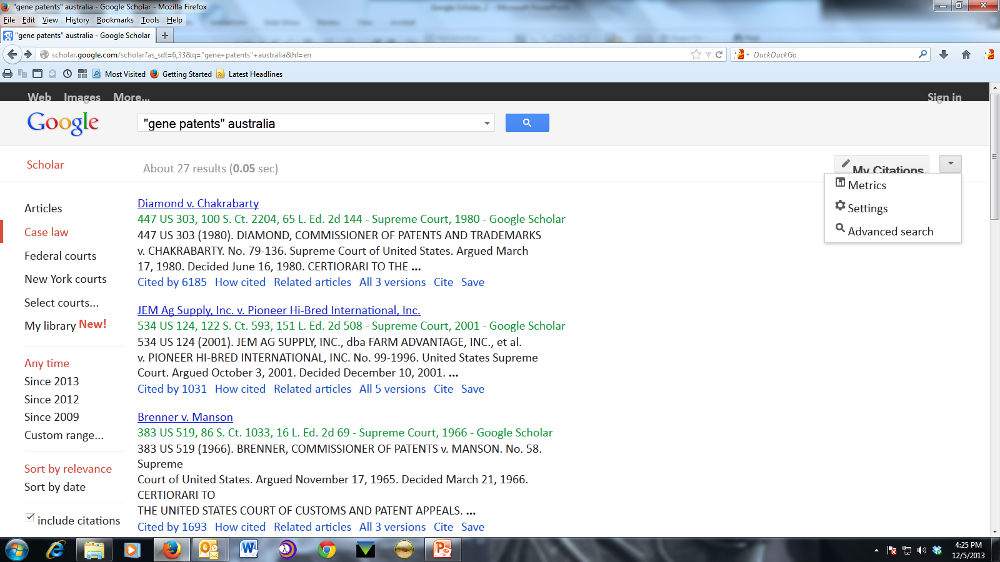 "gene patents" australia - Google Scholar - Mozilla Firefox
File Edit View History Bookmarks Tools Help
"gene patents" australia - Google Scholar
scholar.google.com/scholar?as_sdt=6,33&q="gene+patents"+australia&hl=en
DuckDuckGo
Most Visited Getting Started Latest Headlines
Web Images More... Sign in
Google
"gene patents" australia
Scholar
About 27 results (0.05 sec)
My Citations
Metrics
Settings
Advanced search
Articles
Case law
Federal courts
New York courts
Select courts...
My library New!
Any time
Since 2013
Since 2012
Since 2009
Custom range...
Sort by relevance
Sort by date
include citations
Diamond v. Chakrabarty
447 US 303, 100 S. Ct. 2204, 65 L. Ed. 2d 144 - Supreme Court, 1980 - Google Scholar
447 US 303 (1980). DIAMOND, COMMISSIONER OF PATENTS AND TRADEMARKS
v. CHAKRABARTY. No. 79-136. Supreme Court of United States. Argued March
17, 1980. Decided June 16, 1980. CERTIORARI TO THE ...
Cited by 6185 How cited Related articles All 3 versions Cite Save
JEM Ag Supply, Inc. v. Pioneer Hi-Bred International, Inc.
534 US 124, 122 S. Ct. 593, 151 L. Ed. 2d 508 - Supreme Court, 2001 - Google Scholar
534 US 124 (2001). JEM AG SUPPLY, INC., dba FARM ADVANTAGE, INC., et al.
v. PIONEER HI-BRED INTERNATIONAL, INC. No. 99-1996. United States Supreme
Court. Argued October 3, 2001. Decided December 10, 2001. ...
Cited by 1031 How cited Related articles All 5 versions Cite Save
Brenner v. Manson
383 US 519, 86 S. Ct. 1033, 16 L. Ed. 2d 69 - Supreme Court, 1966 - Google Scholar
383 US 519 (1966). BRENNER, COMMISSIONER OF PATENTS v. MANSON. No. 58.
Supreme
Court of United States. Argued November 17, 1965. Decided March 21, 1966.
CERTIORARI TO
THE UNITED STATES COURT OF CUSTOMS AND PATENT APPEALS. ...
Cited by 1693 How cited Related articles All 3 versions Cite Save
4:25 PM
12/5/2013